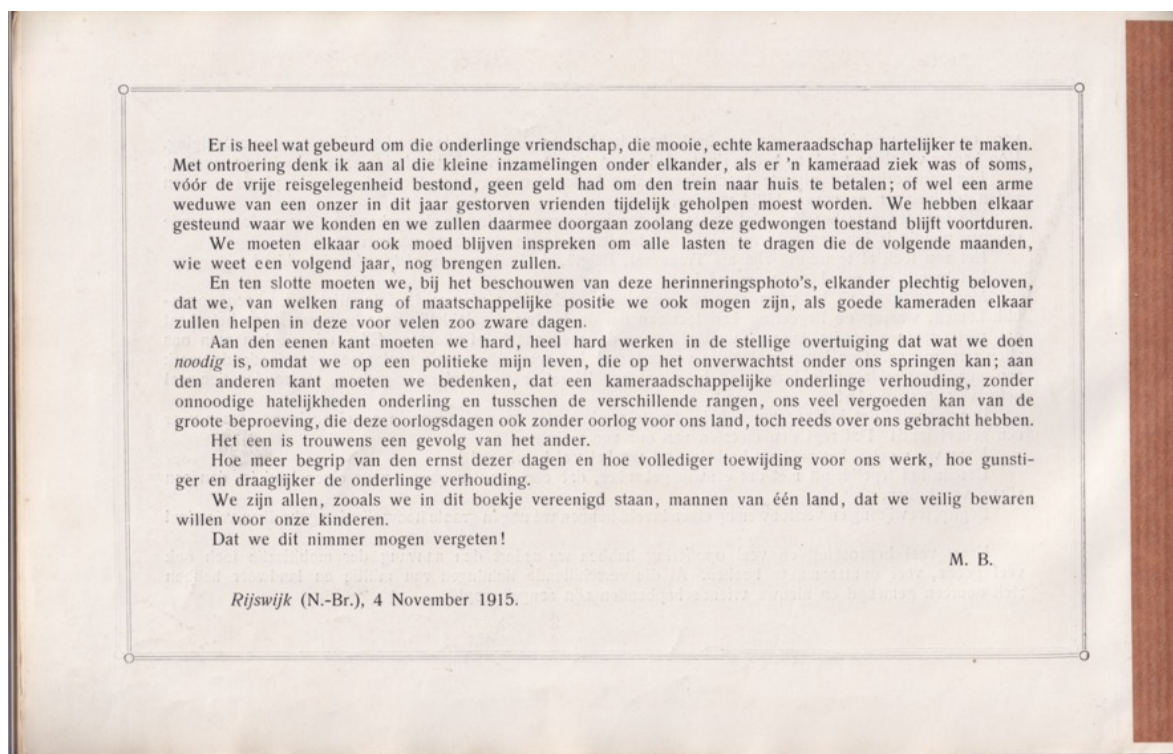 Er is heel wat gebeurd om die onderlinge vriendschap, die mooie, echte kameraadschap hartelijker te maken.
Met ontroering denk ik aan al die kleine inzamelingen onder elkander, als er 'n kameraad ziek was of soms,
vóór de vrije reisgelegenheid bestond, geen geld had om den trein naar huis te betalen; of wel een arme
weduwe van een onzer in dit jaar gestorven vrienden tijdelijk geholpen moest worden. We hebben elkaar
gesteund waar we konden en we zullen daarmee doorgaan zoolang deze gedwongen toestand blijft voortduren.
We moeten elkaar ook moed blijven inspreken om alle lasten te dragen die de volgende maanden,
wie weet een volgend jaar, nog brengen zullen.
En ten slotte moeten we, bij het beschouwen van deze herinneringsphoto's, elkander plechtig beloven,
dat we, van welken rang of maatschappelijke positie we ook mogen zijn, als goede kameraden elkaar
zullen helpen in deze voor velen zoo zware dagen.
Aan den eenen kant moeten we hard, heel hard werken in de stellige overtuiging dat wat we doen
noodig is, omdat we op een politieke mijn leven, die op het onverwachtst onder ons springen kan; aan
den anderen kant moeten we bedenken, dat een kameraadschappelijke onderlinge verhouding, zonder
onnoodige hatelijkheden onderling en tusschen de verschillende rangen, ons veel vergoeden kan van de
groote beproeving, die deze oorlogsdagen ook zonder oorlog voor ons land, toch reeds over ons gebracht hebben.
Het een is trouwens een gevolg van het ander.
Hoe meer begrip van den ernst dezer dagen en hoe vollediger toewijding voor ons werk, hoe gunsti-
ger en draaglijker de onderlinge verhouding.
We zijn allen, zooals we in dit boekje vereenigd staan, mannen van één land, dat we veilig bewaren
willen voor onze kinderen.
Dat we dit nimmer mogen vergeten!
M. B.
Rijswijk (N.-Br.), 4 November 1915.